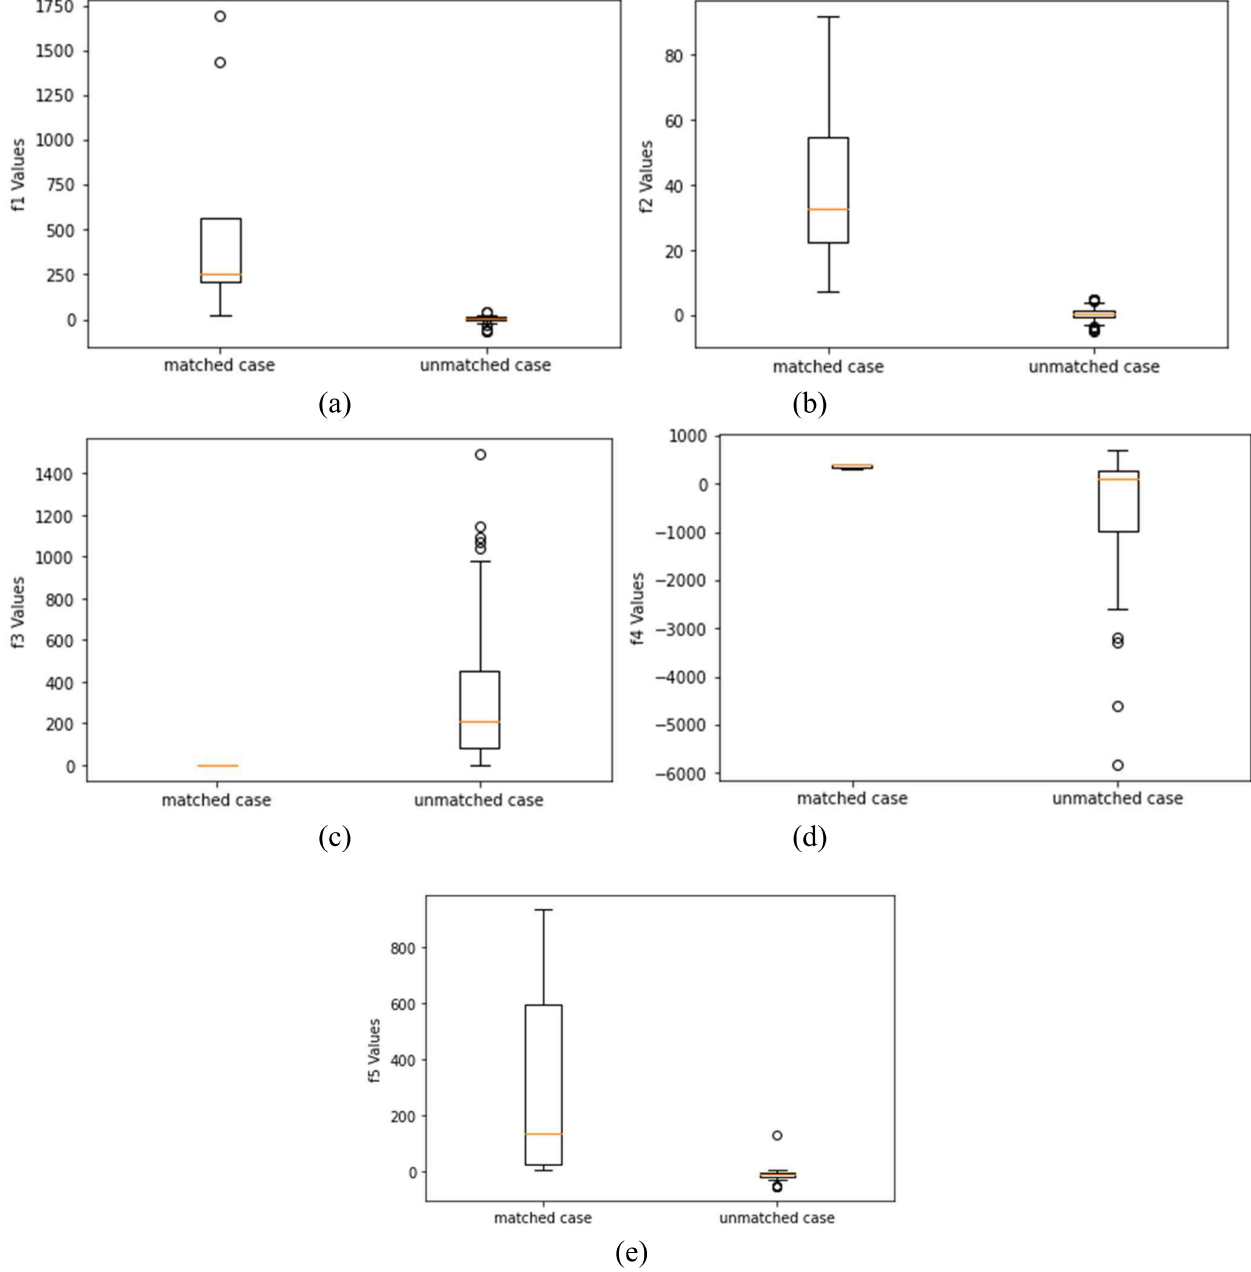 1750
1500
1250
1000
750
500
250
0
f1 Values
matched case
unmatched case
(a)
80
60
40
20
0
f2 Values
matched case
unmatched case
(b)
1400
1200
1000
800
600
400
200
0
f3 Values
matched case
unmatched case
(c)
1000
0
−1000
−2000
−3000
−4000
−5000
−6000
f4 Values
matched case
unmatched case
(d)
800
600
400
200
0
f5 Values
matched case
unmatched case
(e)